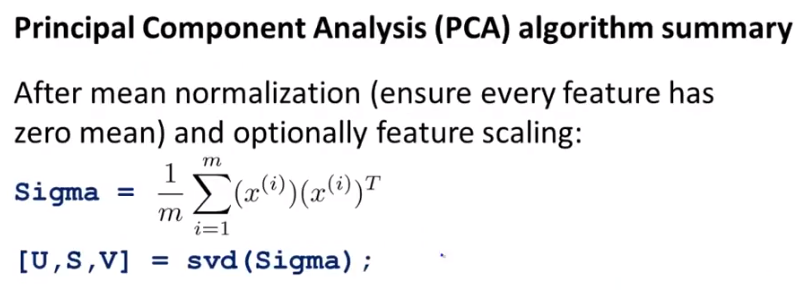 Principal Component Analysis (PCA) algorithm summary
After mean normalization (ensure every feature has
zero mean) and optionally feature scaling:
Sigma = \frac{1}{m} \sum_{i=1}^{m} (x^{(i)})(x^{(i)})^T
[U,S,V] = svd(Sigma);